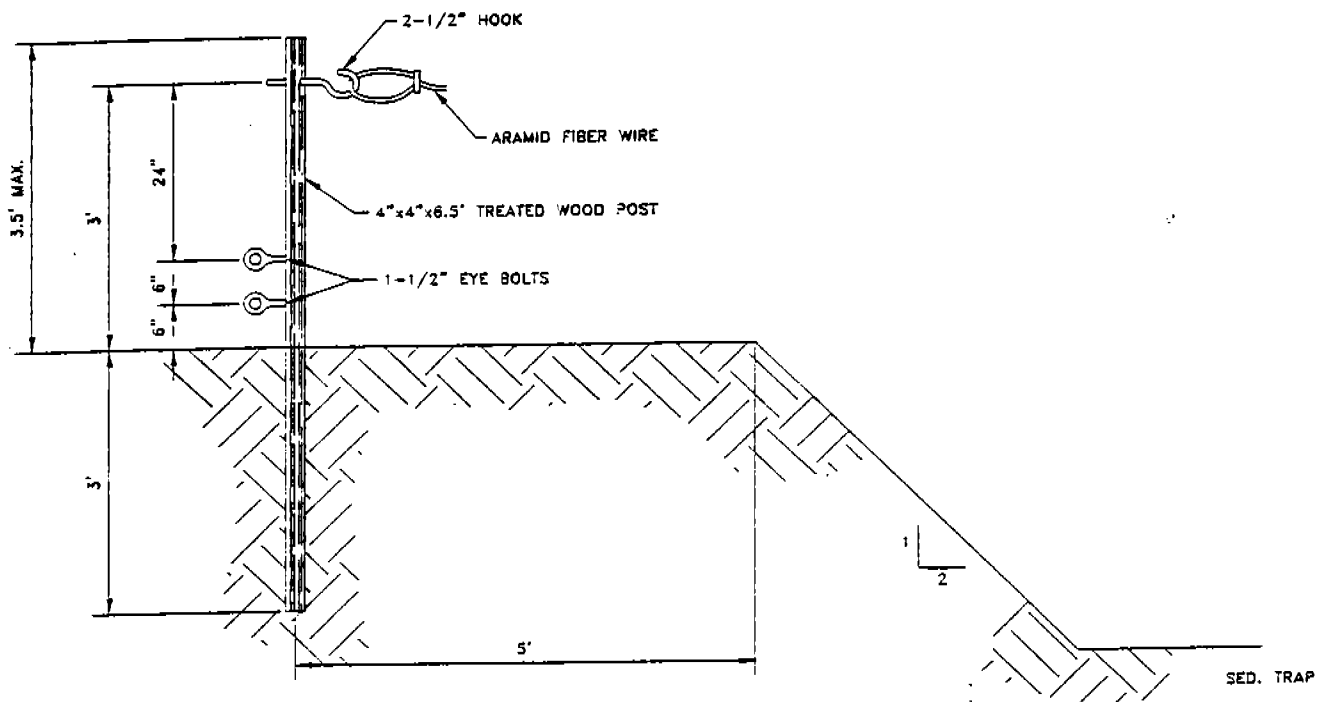 2-1/2" HOOK
ARAMID FIBER WIRE
3.5' MAX.
3'
24"
4"x4"x6.5' TREATED WOOD POST
6"
1-1/2" EYE BOLTS
6"
3'
1
2
5'
SED. TRAP